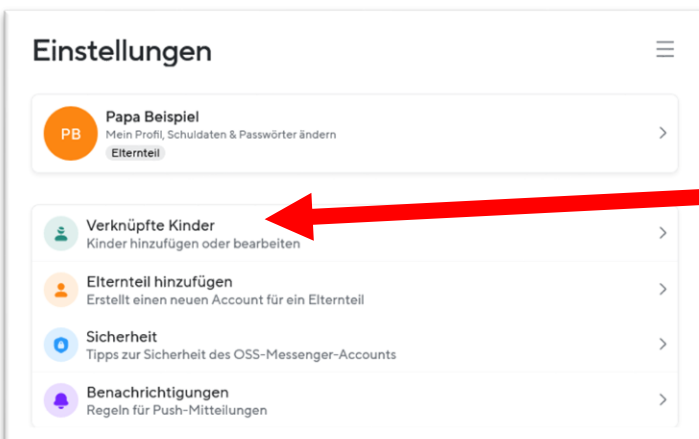 Einstellungen
PB
Papa Beispiel
Mein Profil, Schuldaten & Passwörter ändern
Elternteil
Verknüpfte Kinder
Kinder hinzufügen oder bearbeiten
Elternteil hinzufügen
Erstellt einen neuen Account für ein Elternteil
Sicherheit
Tipps zur Sicherheit des OSS-Messenger-Accounts
Benachrichtigungen
Regeln für Push-Mitteilungen